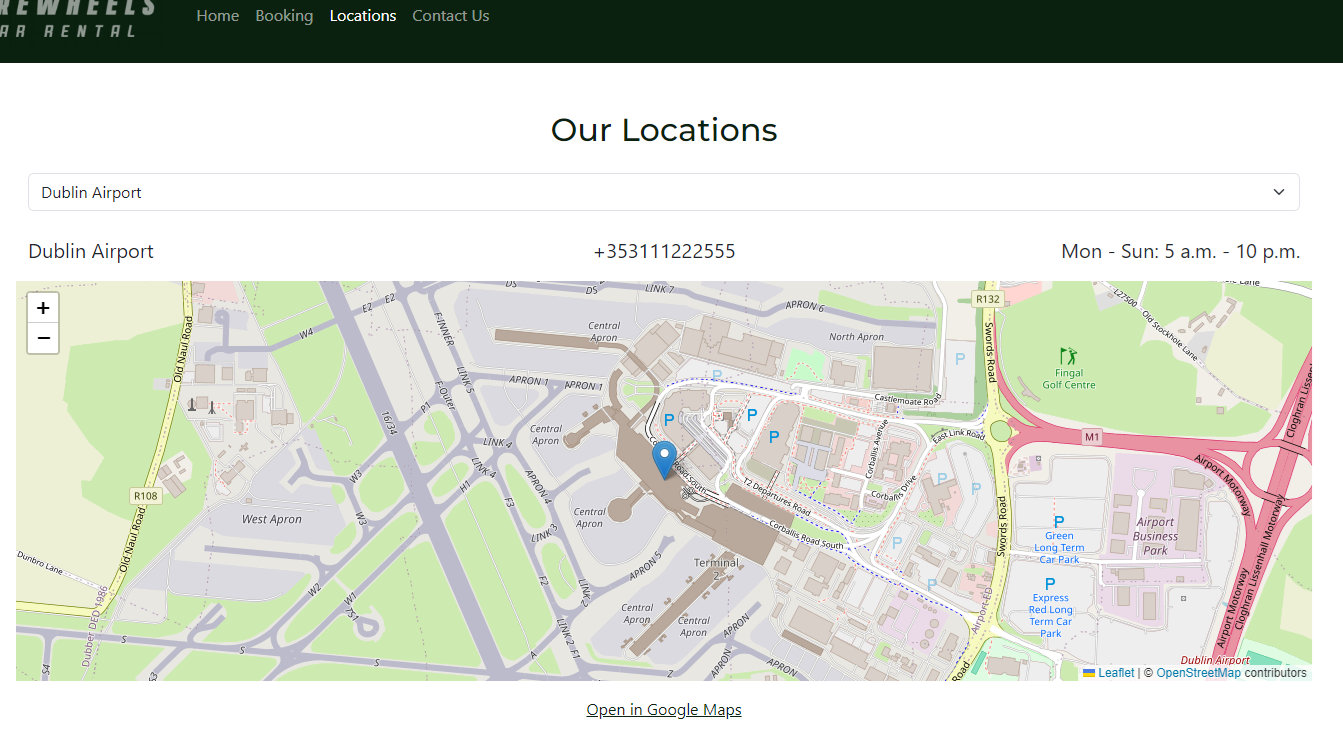 Home Booking Locations Contact Us
Our Locations
Dublin Airport
Dublin Airport
+353111222555
Mon - Sun: 5 a.m. - 10 p.m.
+
−
Old Naul Road
W4
E2
E2
F-INNER
LINK 5
DS
DS
LINK 7
APRON 6
Central
Apron
North Apron
R132
Swords Road
L27500 - Old Stockhole Lane
Fingal
Golf Centre
Cloghran Lissenhall Motorway
APRON 1
APRON 1
P
P
P
P
P
Castlemoate Road
16/34
P1
F-Outer
LINK 4
LINK 4
Central
Apron
East Link Road
M1
Corballis Avenue
Corballis Drive
R108
W3
W3
H1
F3
APRON 4
Central
Apron
LINK 3
T2 Departures Road
Corballis Road South
P
P
P
P
Airport Motorway
Swords Road
West Apron
Old Naul Road
Dunbro Lane
Terminal
2
P
Green
Long Term
Car Park
Airport
Business
Park
P
Express
Red Long
Term Car
Park
Dubber DED 1986
W2
W1
TS1
F2
LINK 2
APRON 5
Central
Apron
Central
Apron
APRON
APRON
Airport ED
Road
Airport Motorway
Cloghran Lissenhall Motorway
S
S
S
S3
S4
A
Z
LINK 2
F1
Dublin Airport
Leaflet | © OpenStreetMap contributors
Open in Google Maps